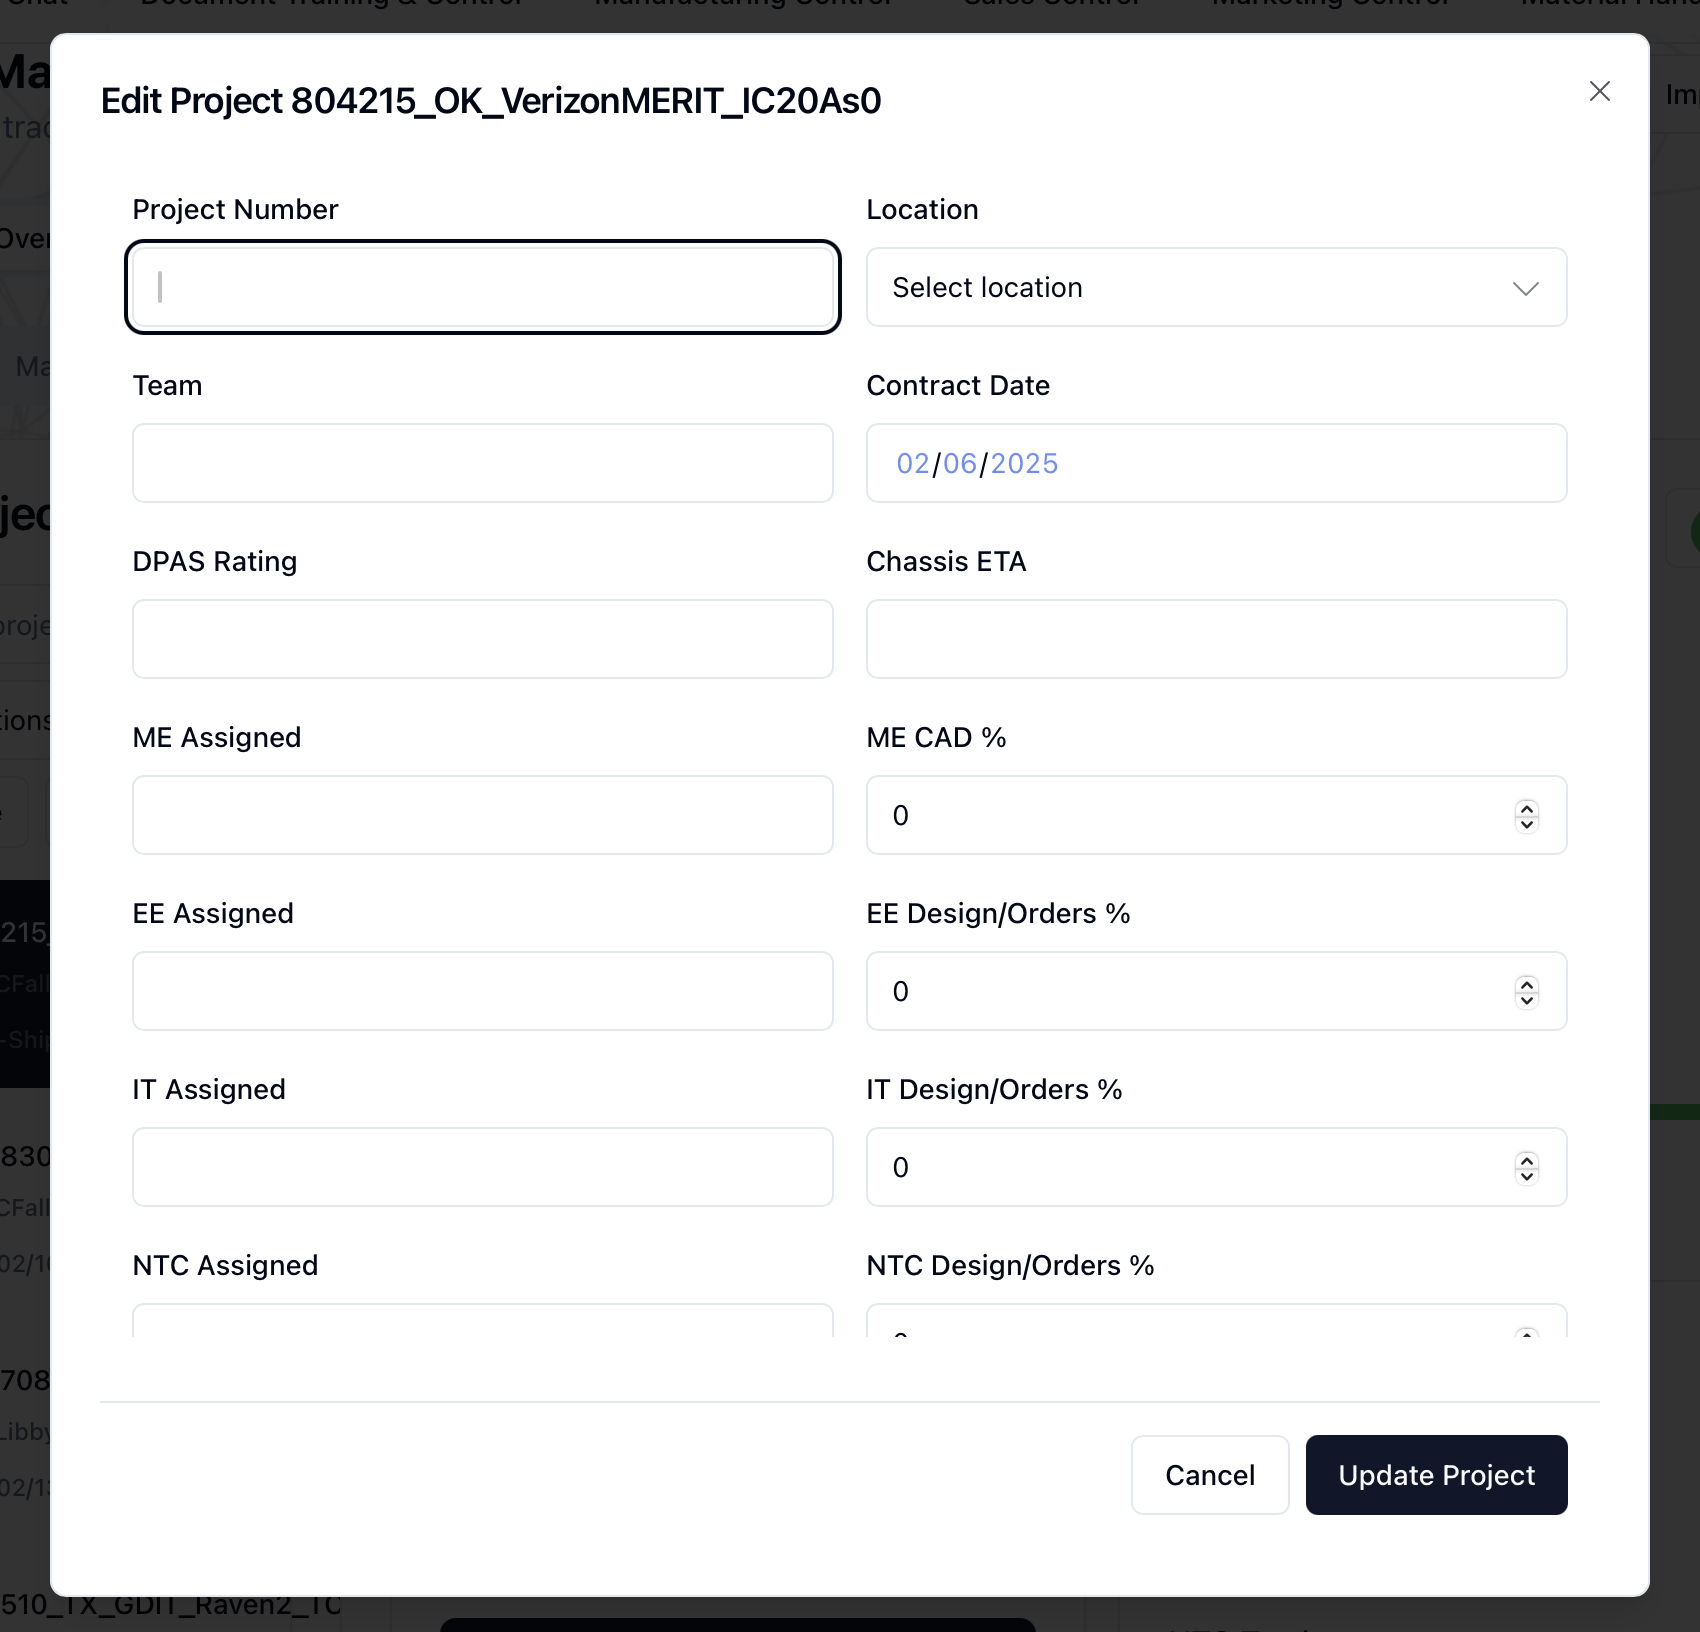 Edit Project 804215_OK_VerizonMERIT_IC20As0
Project Number
Location
Select location
Team
Contract Date
02/06/2025
DPAS Rating
Chassis ETA
ME Assigned
ME CAD %
0
EE Assigned
EE Design/Orders %
0
IT Assigned
IT Design/Orders %
0
NTC Assigned
NTC Design/Orders %
Cancel
Update Project
510_TX_GDIT_Raven2_TC